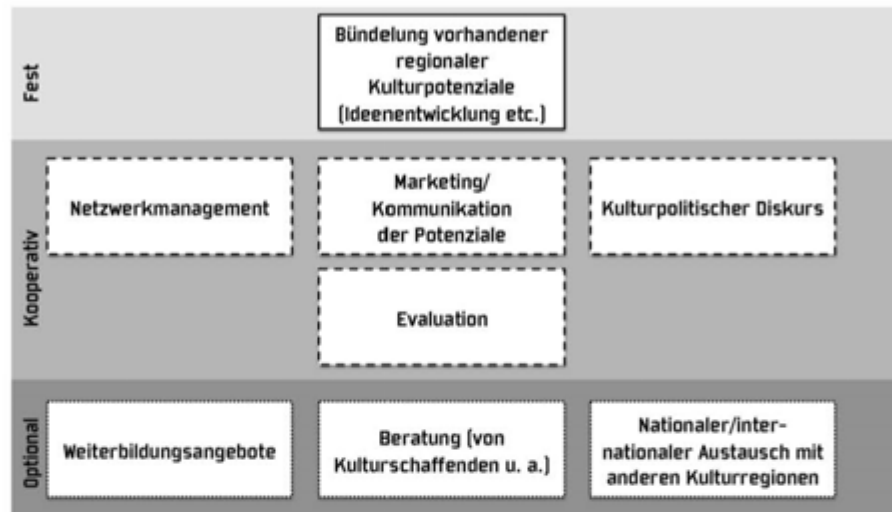 Fest
Bündelung vorhandener
regionaler
Kulturpotenziale
(Ideenentwicklung etc.)
Kooperativ
Netzwerkmanagement
Marketing/
Kommunikation
der Potenziale
Kulturpolitischer Diskurs
Evaluation
Optional
Weiterbildungsangebote
Beratung (von
Kulturschaffenden u. a.)
Nationaler/inter-
nationaler Austausch mit
anderen Kulturregionen